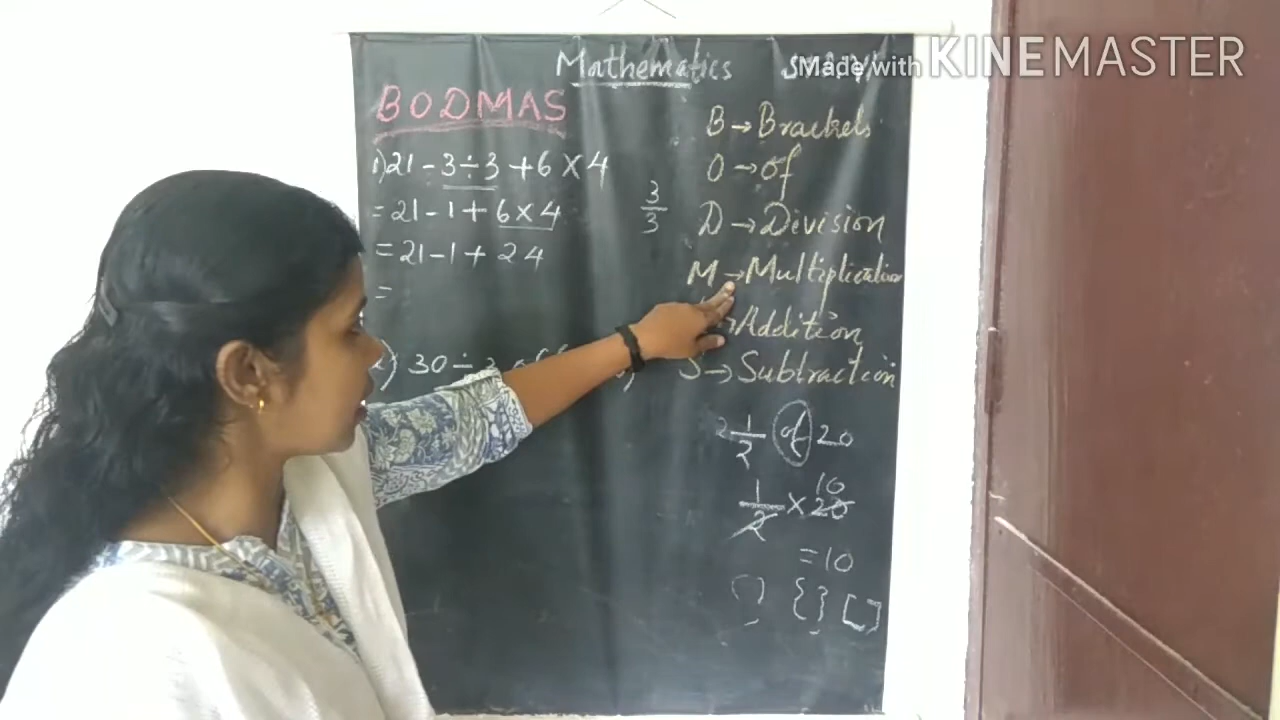 Mathematics
Made with KINEMASTER
BODMAS
1) 21 - 3 ÷ 3 + 6 × 4
= 21 - 1 + 6 × 4
= 21 - 1 + 24
=
2) 30 ÷
3/3
B → Brackets
O → of
D → Division
M → Multiplication
→ Addition
S → Subtraction
1/2 of 20
1/2 × 20
10
= 10
{ } [ ]